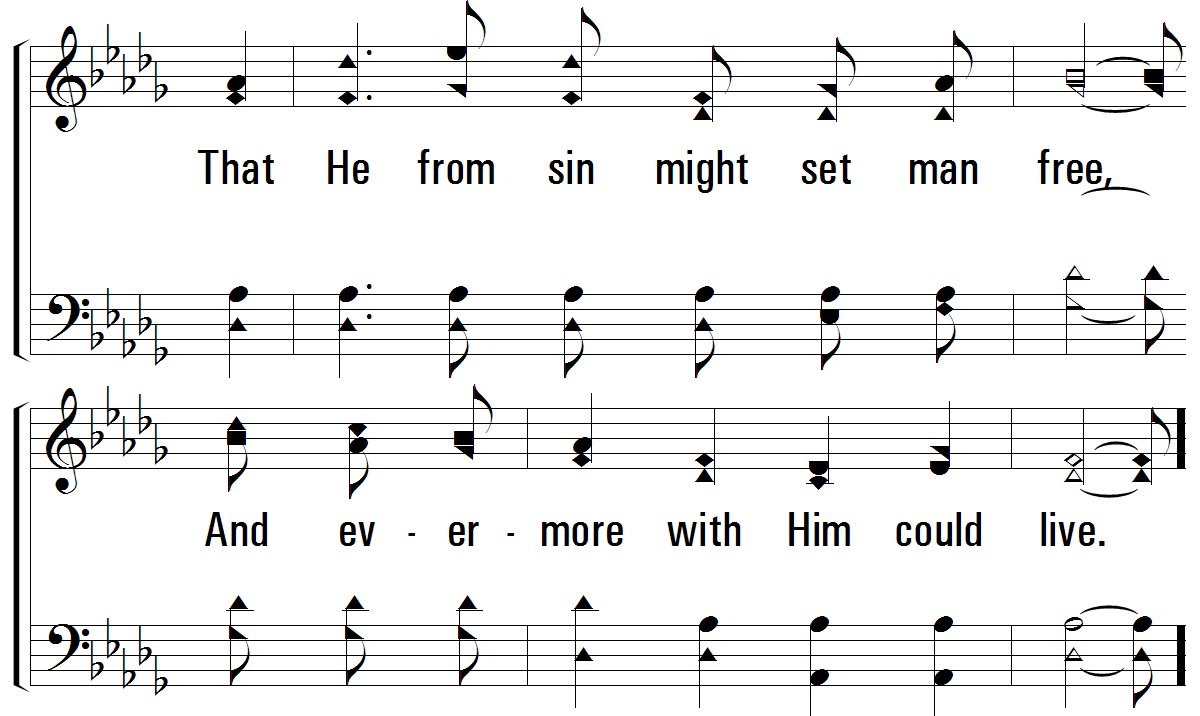 That He from sin might set man free,
And ev - er - more with Him could live.